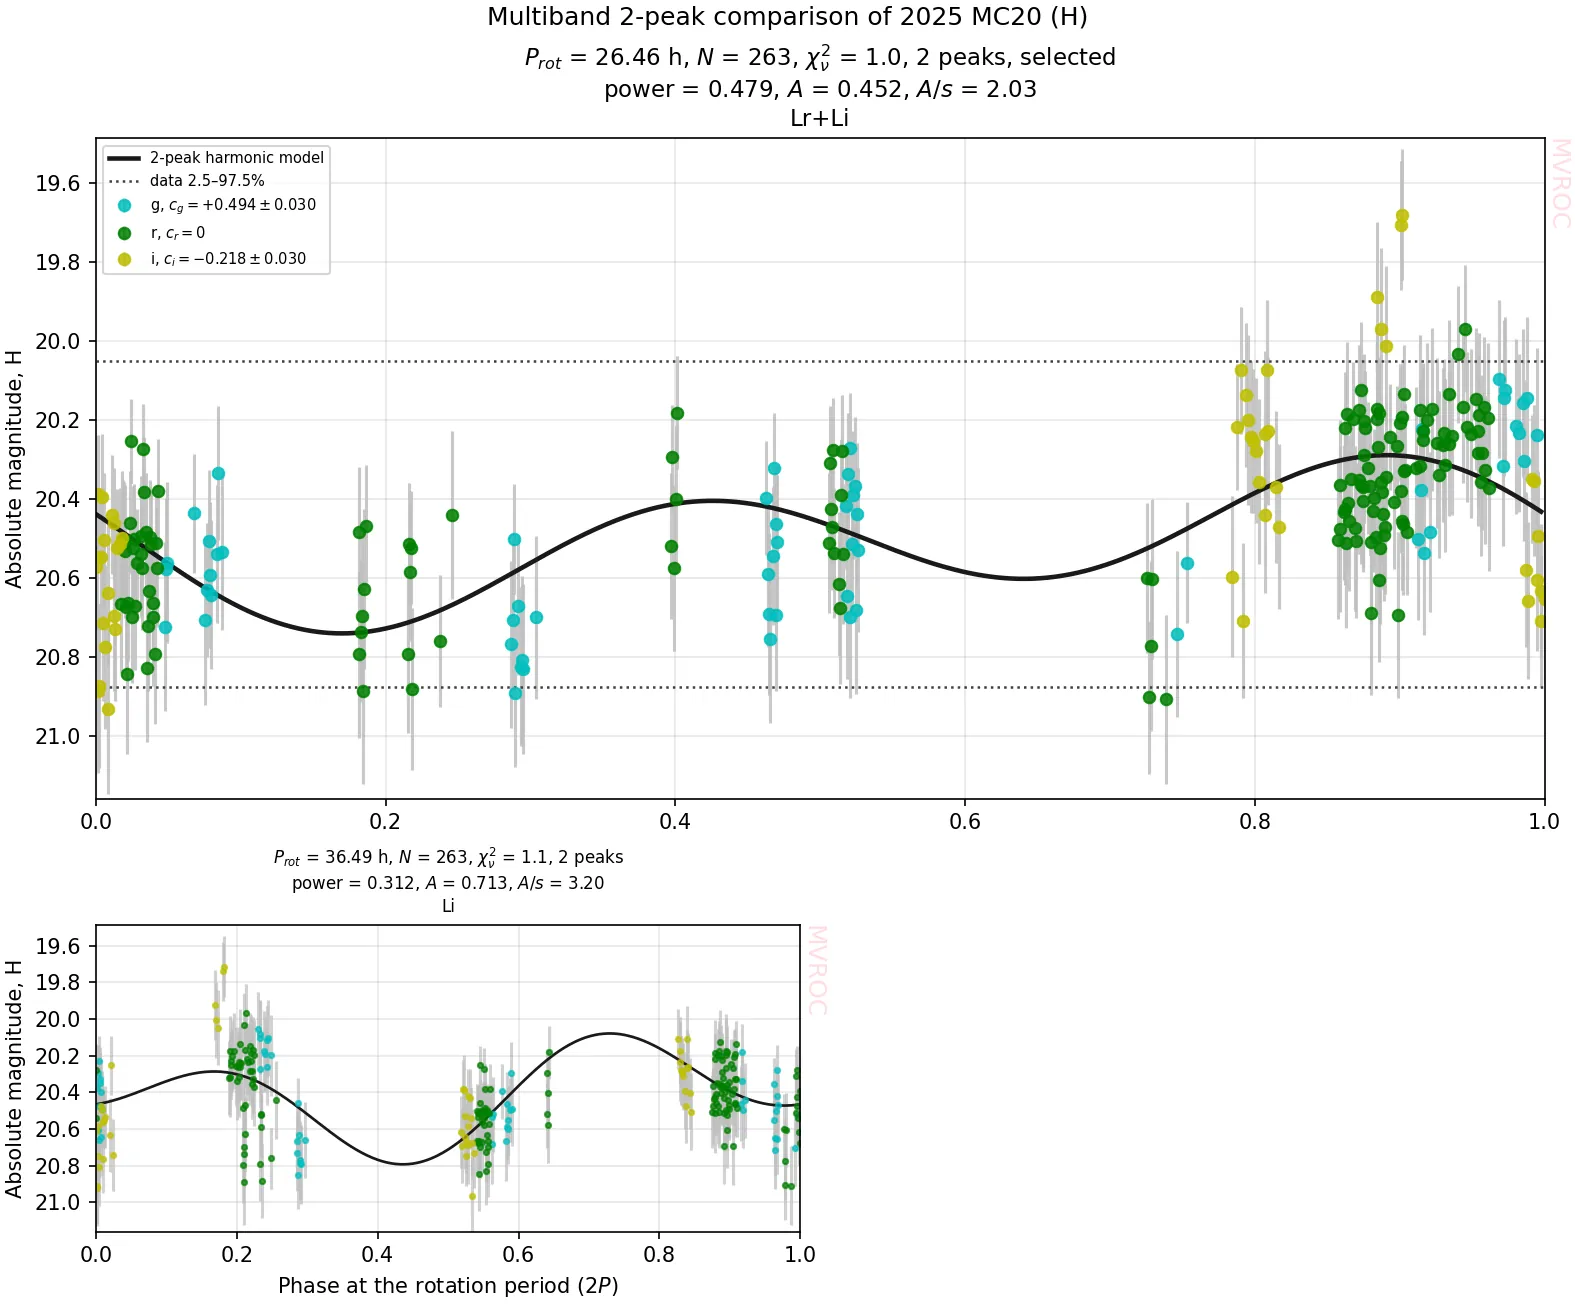 Multiband 2-peak comparison of 2025 MC20 (H)
P_rot = 26.46 h, N = 263, χ²_ν = 1.0, 2 peaks, selected
power = 0.479, A = 0.452, A/s = 2.03
Lr+Li
2-peak harmonic model
data 2.5–97.5%
g, c_g = +0.494 ± 0.030
r, c_r = 0
i, c_i = −0.218 ± 0.030
MVROC
Absolute magnitude, H
19.6
19.8
20.0
20.2
20.4
20.6
20.8
21.0
0.0 0.2 0.4 0.6 0.8 1.0
P_rot = 36.49 h, N = 263, χ²_ν = 1.1, 2 peaks
power = 0.312, A = 0.713, A/s = 3.20
Li
MVROC
Absolute magnitude, H
19.6
19.8
20.0
20.2
20.4
20.6
20.8
21.0
0.0 0.2 0.4 0.6 0.8 1.0
Phase at the rotation period (2P)